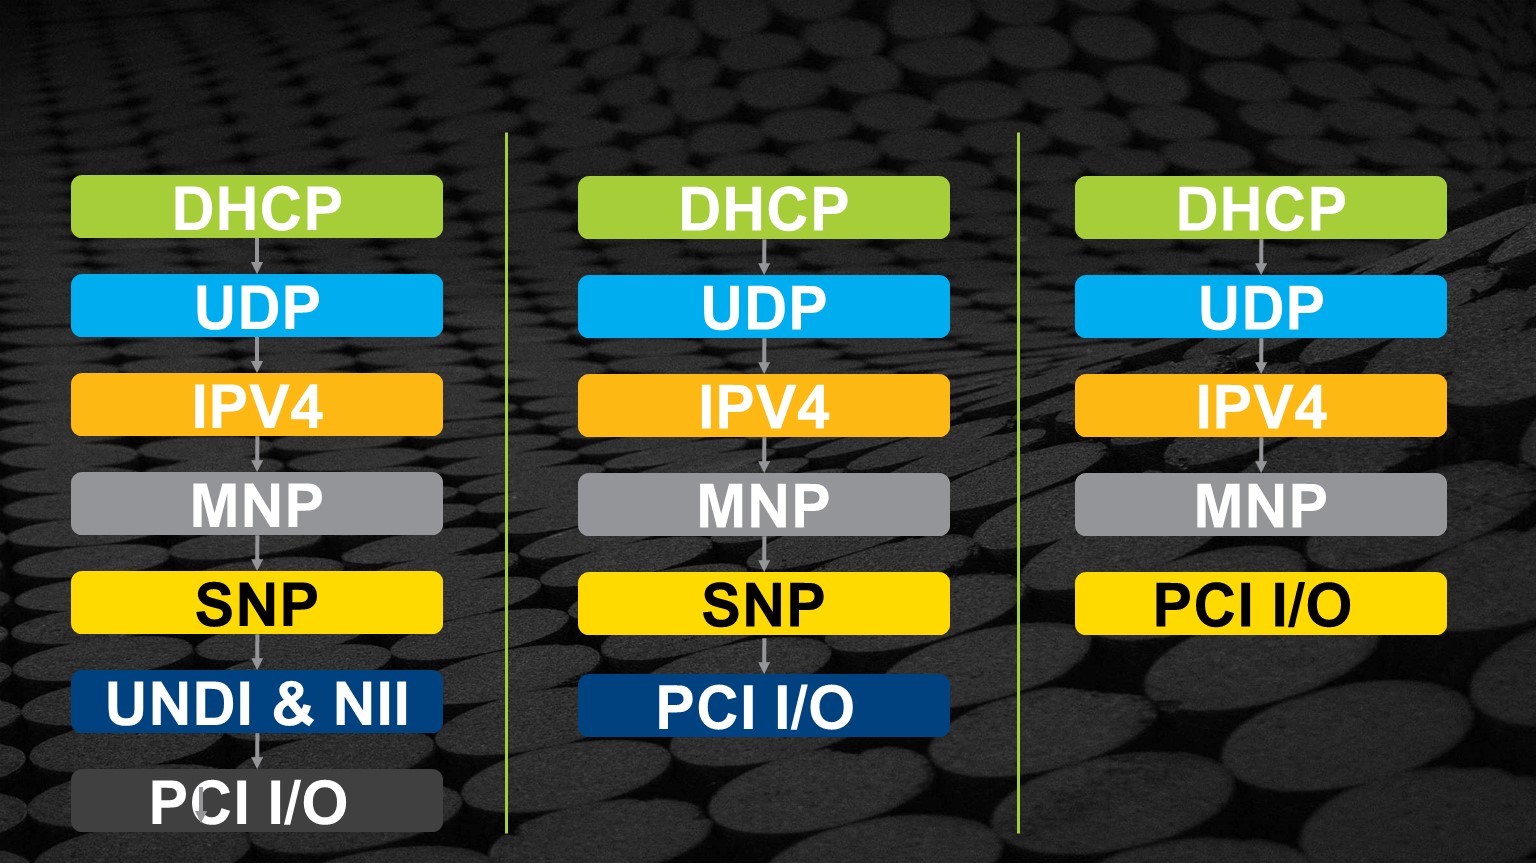 DHCP
UDP
IPV4
MNP
SNP
UNDI & NII
PCI I/O
DHCP
UDP
IPV4
MNP
SNP
PCI I/O
DHCP
UDP
IPV4
MNP
PCI I/O